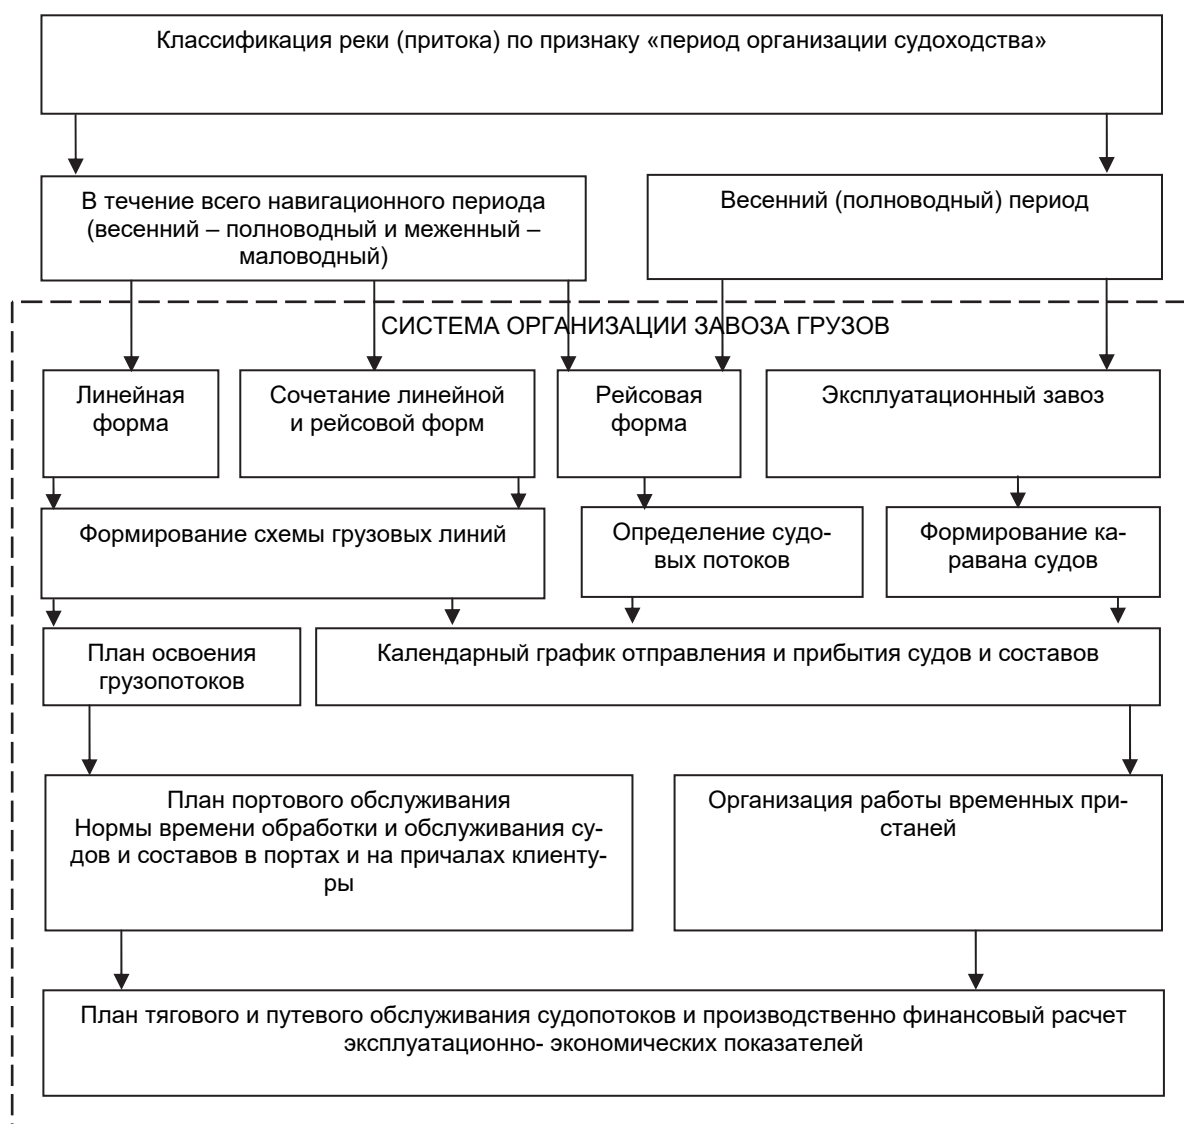 Классификация реки (притока) по признаку «период организации судоходства»
В течение всего навигационного периода
(весенний – полноводный и меженный –
маловодный)
Весенний (полноводный) период
СИСТЕМА ОРГАНИЗАЦИИ ЗАВОЗА ГРУЗОВ
Линейная
форма
Сочетание линейной
и рейсовой форм
Рейсовая
форма
Эксплуатационный завоз
Формирование схемы грузовых линий
Определение судо-
вых потоков
Формирование ка-
равана судов
План освоения
грузопотоков
Календарный график отправления и прибытия судов и составов
План портового обслуживания
Нормы времени обработки и обслуживания су-
дов и составов в портах и на причалах клиенту-
ры
Организация работы временных при-
станей
План тягового и путевого обслуживания судопотоков и производственно финансовый расчет
эксплуатационно- экономических показателей